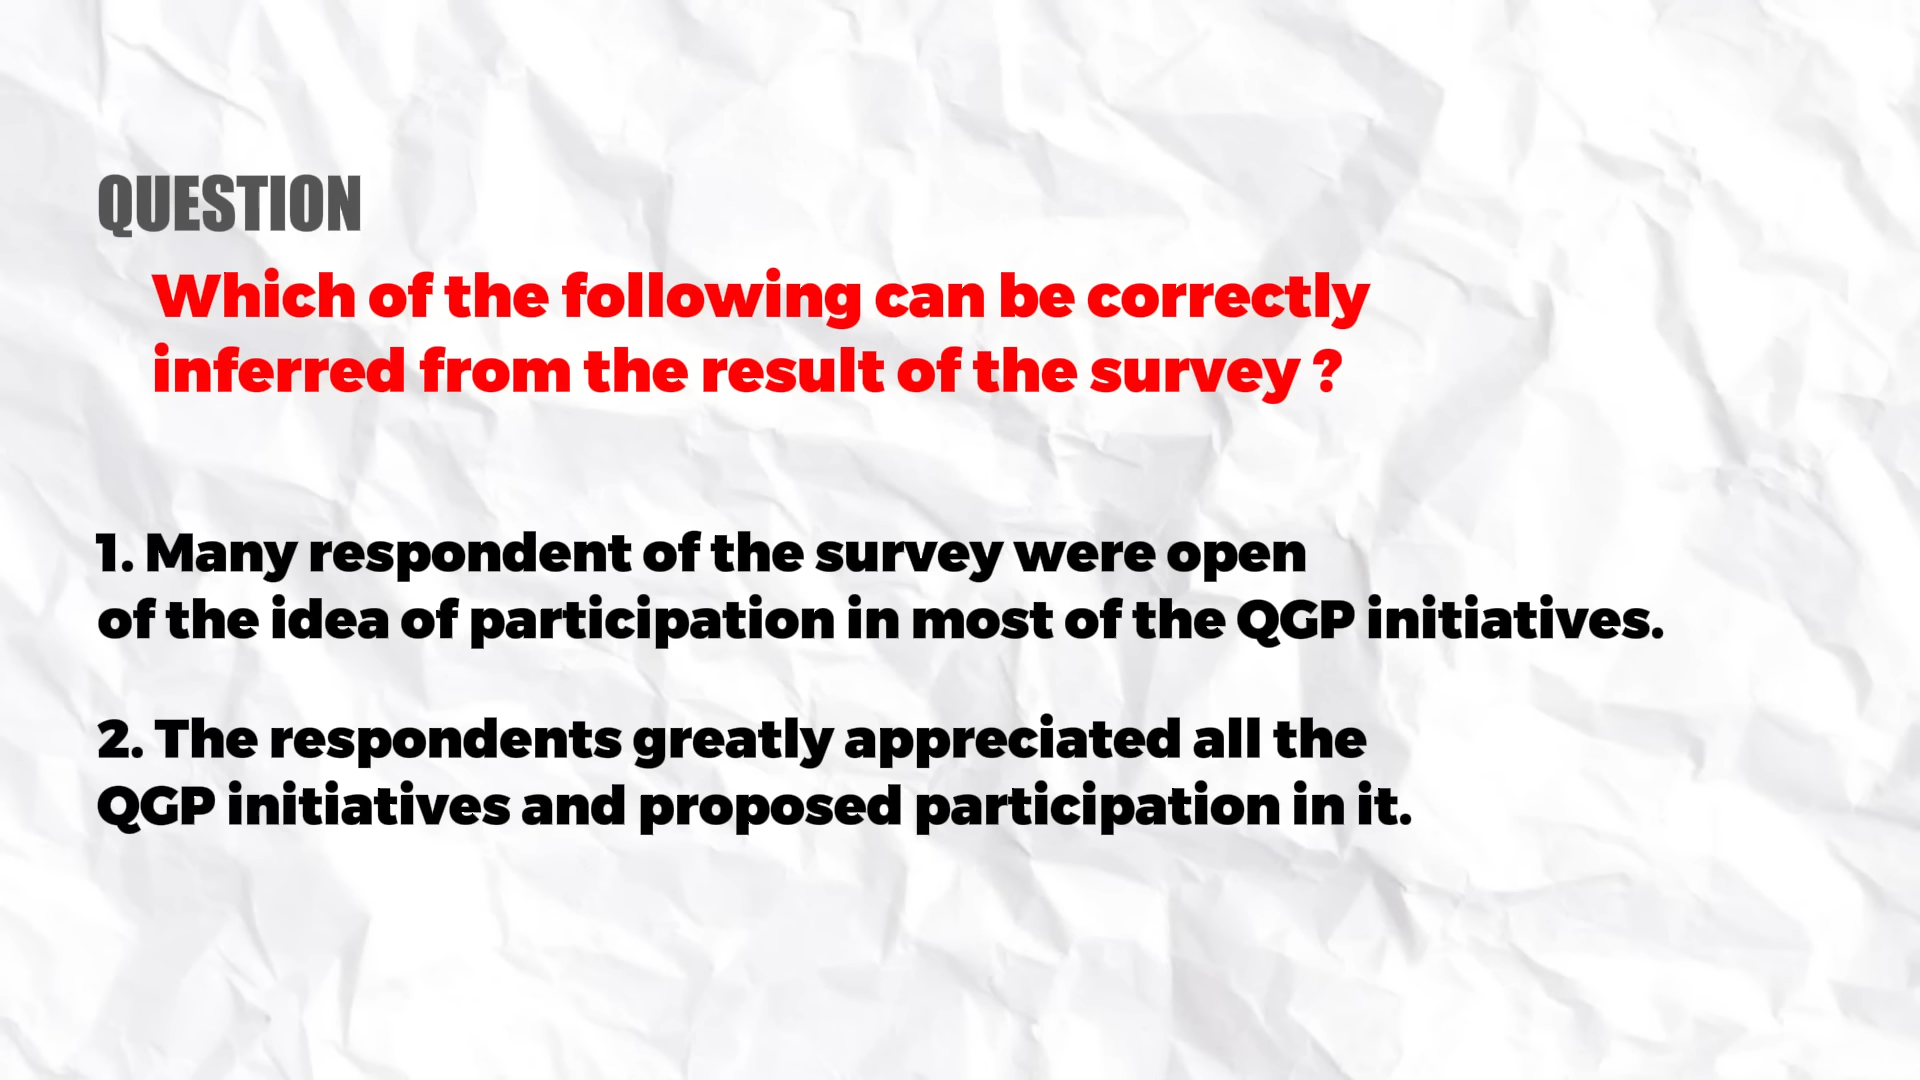 QUESTION
Which of the following can be correctly
inferred from the result of the survey ?
1. Many respondent of the survey were open
of the idea of participation in most of the QGP initiatives.
2. The respondents greatly appreciated all the
QGP initiatives and proposed participation in it.